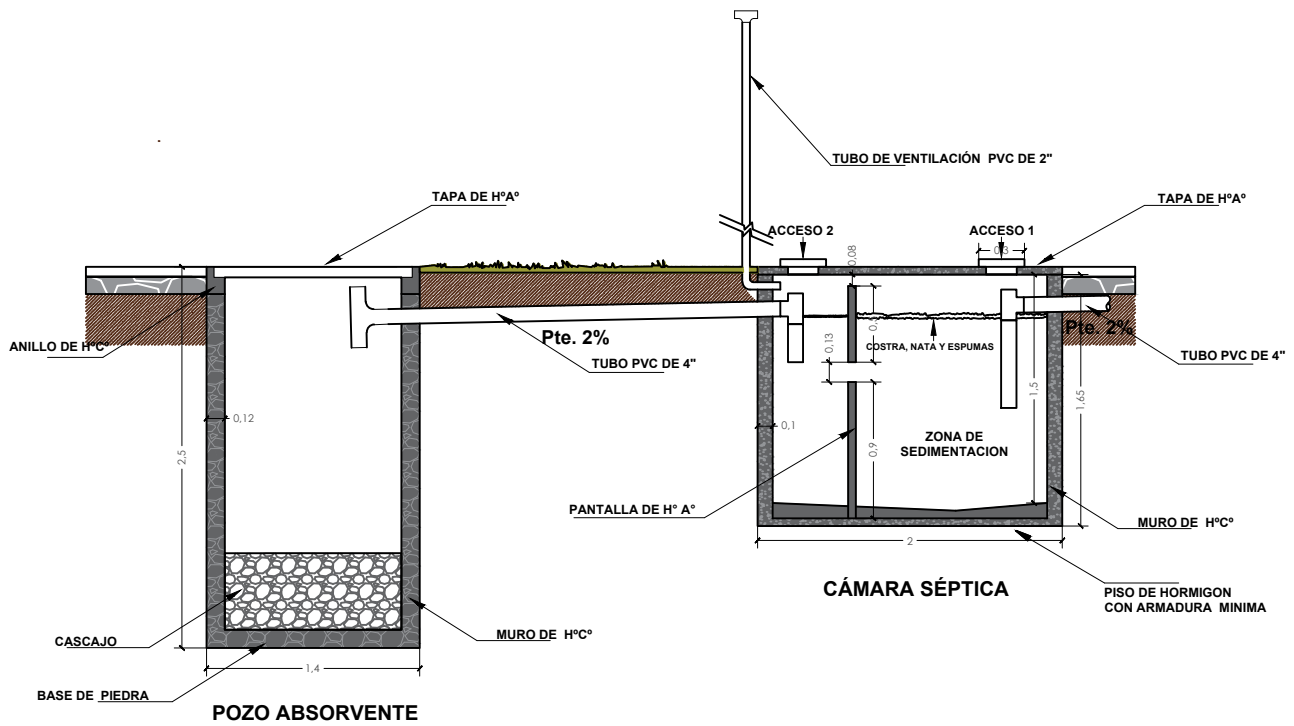 TUBO DE VENTILACIÓN PVC DE 2"
TAPA DE HºAº
TAPA DE HºAº
ACCESO 2
ACCESO 1
0,08
Pte. 2%
Pte. 2%
COSTRA, NATA Y ESPUMAS
ANILLO DE HºCº
TUBO PVC DE 4"
TUBO PVC DE 4"
0,13
1,5
1,65
0,12
0,1
2,5
0,9
ZONA DE
SEDIMENTACION
PANTALLA DE H° A°
MURO DE HºCº
2
CÁMARA SÉPTICA
PISO DE HORMIGON
CON ARMADURA MINIMA
CASCAJO
MURO DE HºCº
1,4
BASE DE PIEDRA
POZO ABSORVENTE